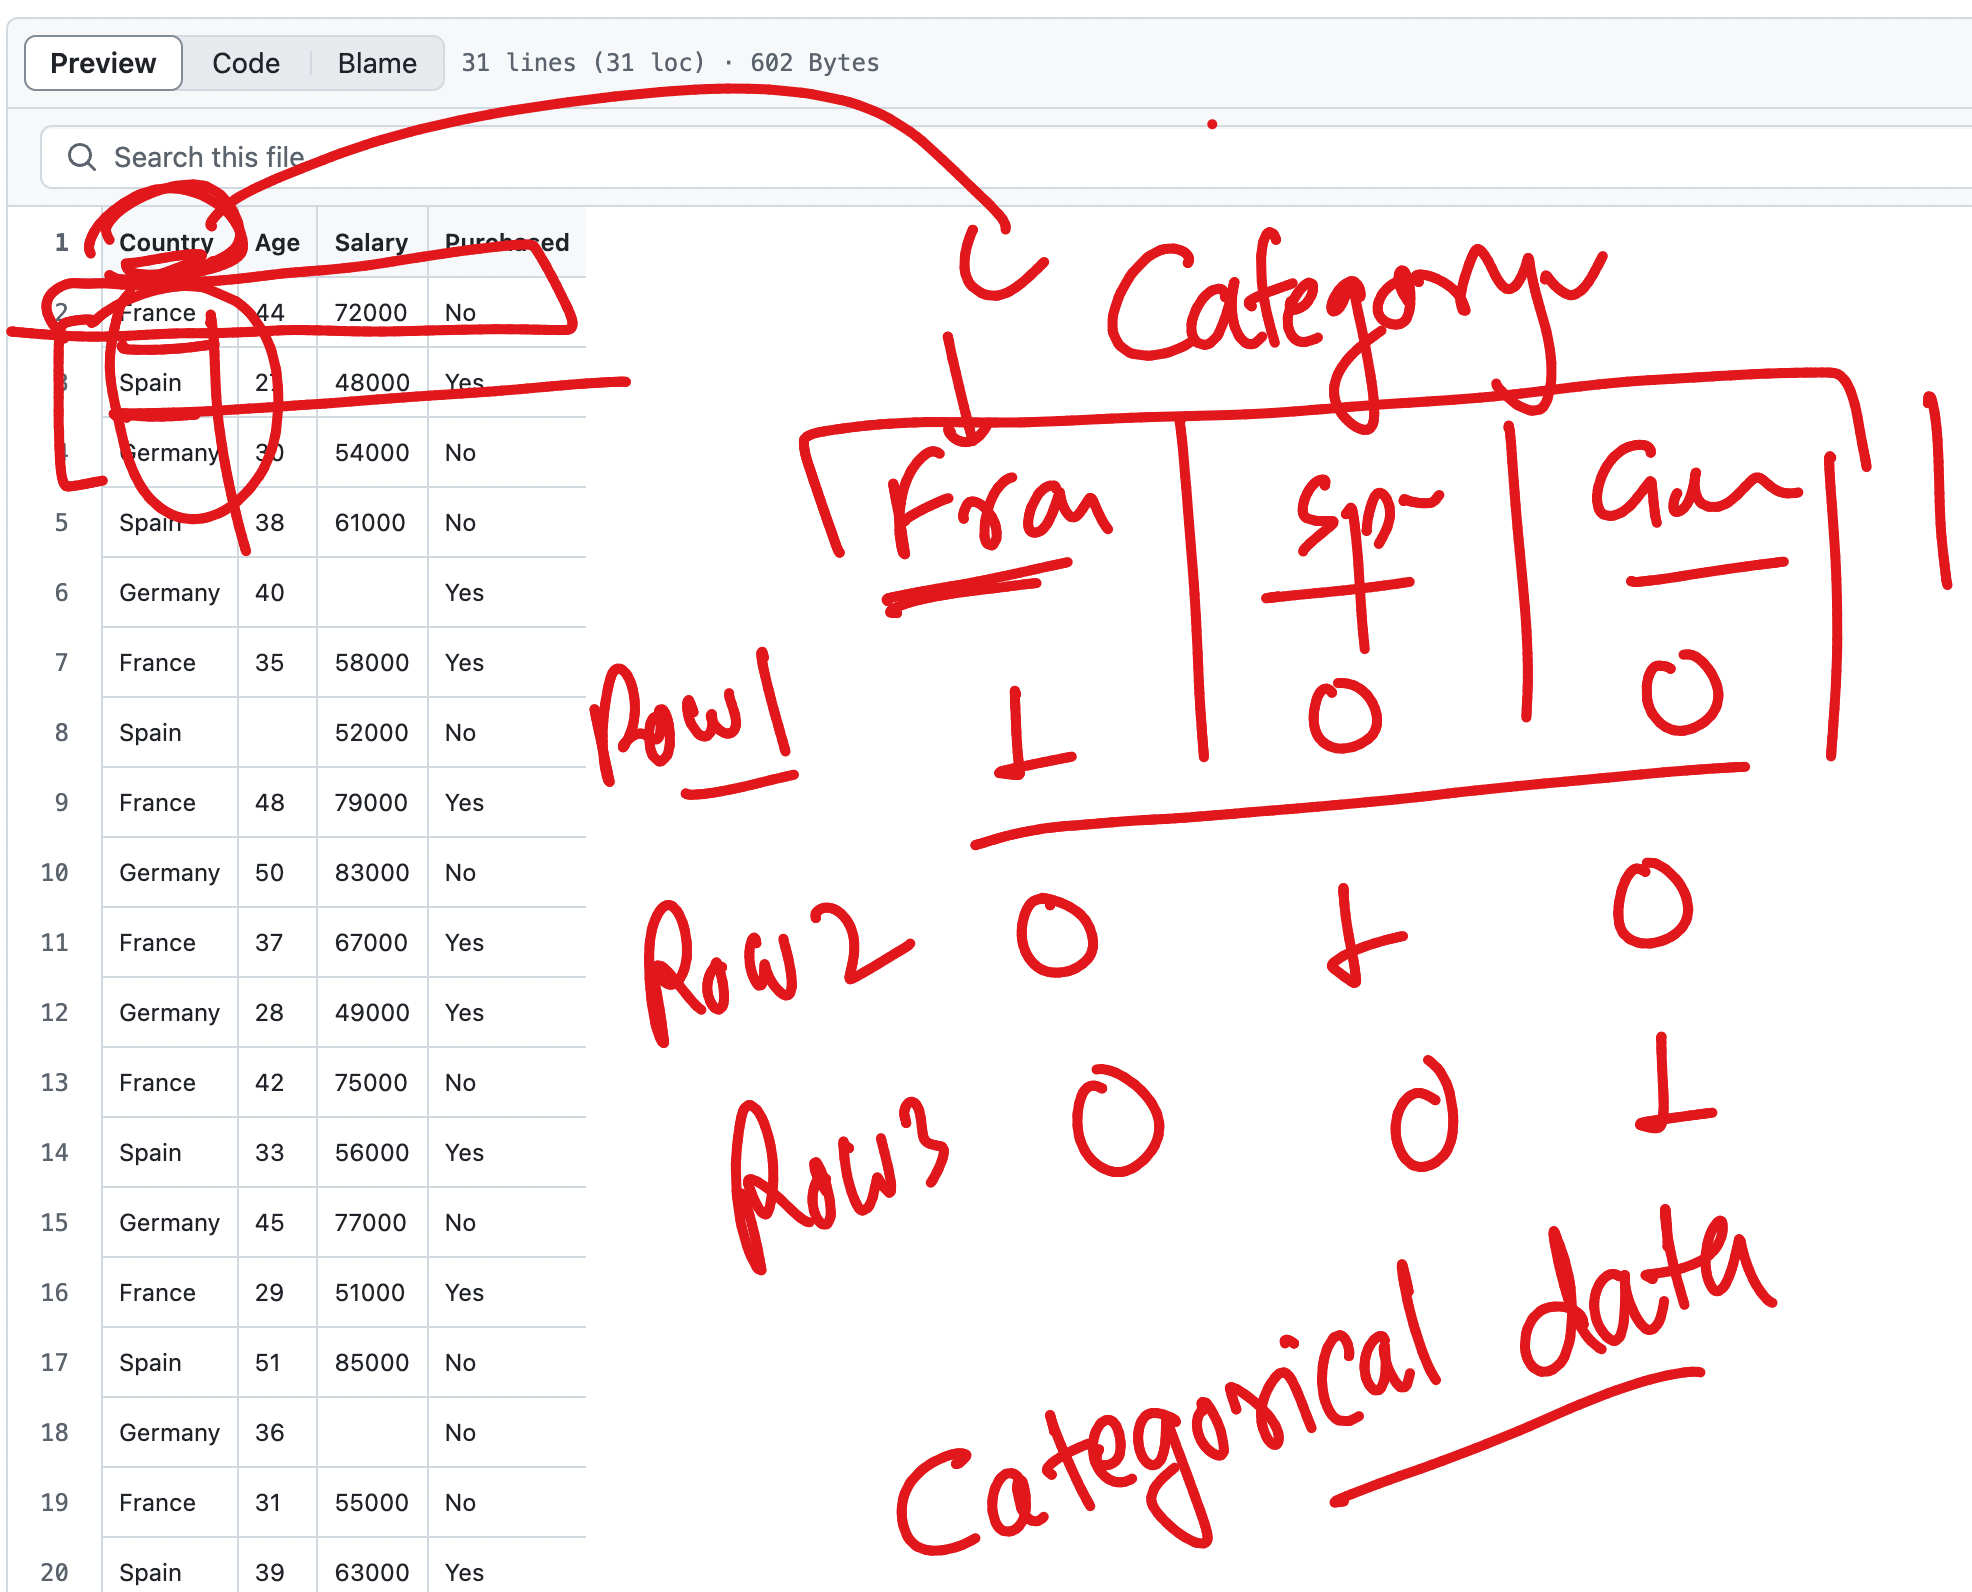 Preview Code Blame 31 lines (31 loc) · 602 Bytes
Search this file
1 Country Age Salary Purchased
2 France 44 72000 No
3 Spain 27 48000 Yes
4 Germany 30 54000 No
5 Spain 38 61000 No
6 Germany 40 Yes
7 France 35 58000 Yes
8 Spain 52000 No
9 France 48 79000 Yes
10 Germany 50 83000 No
11 France 37 67000 Yes
12 Germany 28 49000 Yes
13 France 42 75000 No
14 Spain 33 56000 Yes
15 Germany 45 77000 No
16 France 29 51000 Yes
17 Spain 51 85000 No
18 Germany 36 No
19 France 31 55000 No
20 Spain 39 63000 Yes
Category
Fran Sp
Row 1 1 0 0
Row 2 0 1 0
Row 3 0 0 1
Categorical data